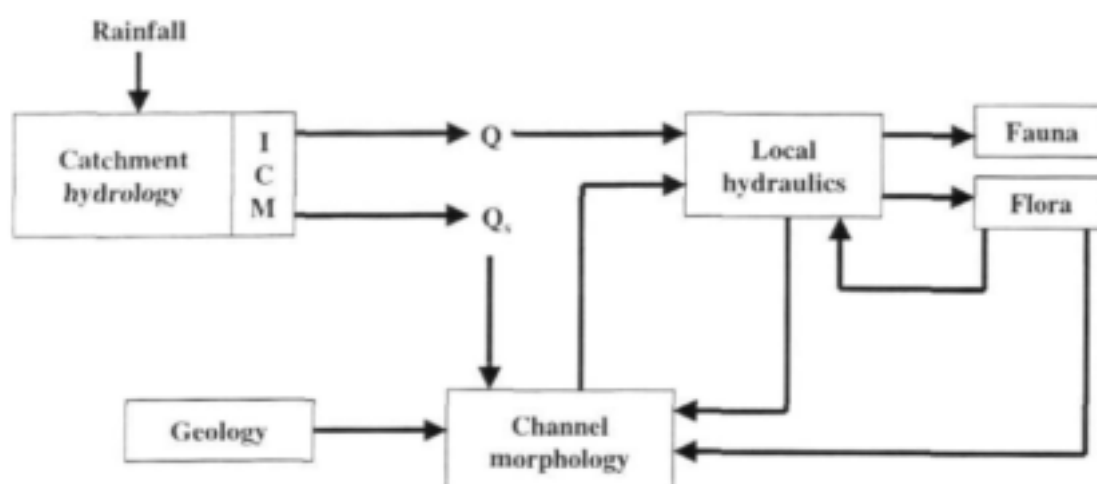 Rainfall
Catchment
hydrology
I
C
M
Q
Qs
Local
hydraulics
Fauna
Flora
Geology
Channel
morphology